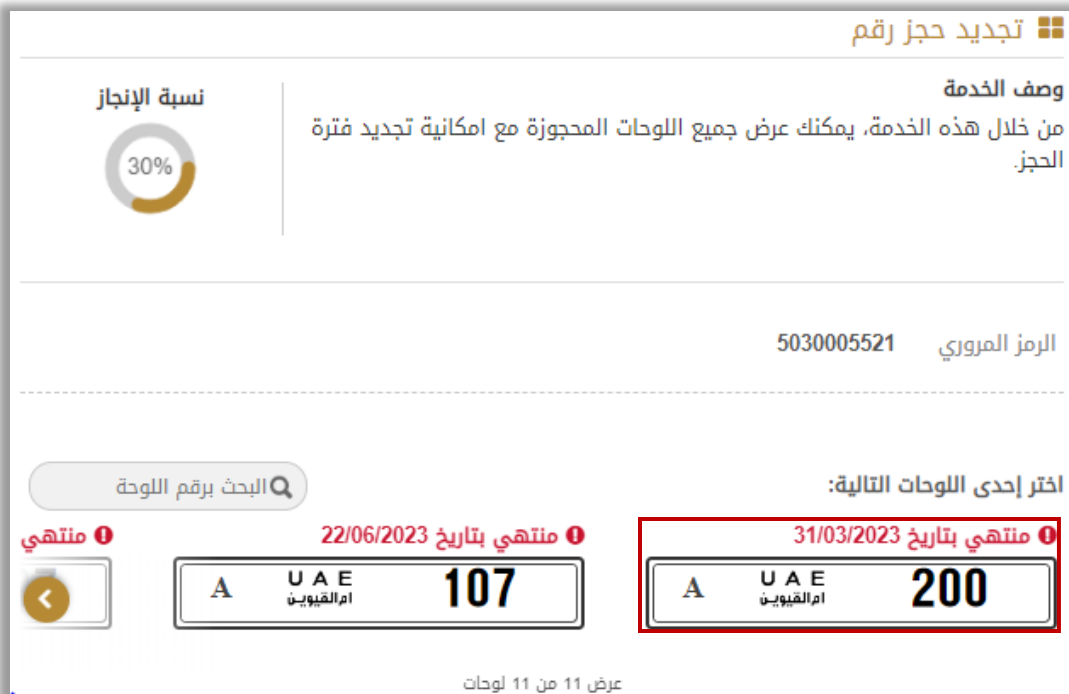 تجديد حجز رقم
وصف الخدمة
من خلال هذه الخدمة، يمكنك عرض جميع اللوحات المحجوزة مع امكانية تجديد فترة
الحجز.
نسبة الإنجاز
30%
الرمز المروري 5030005521
اختر إحدى اللوحات التالية:
البحث برقم اللوحة
منتهي بتاريخ 31/03/2023
200
UAE
ام القيوين
A
منتهي بتاريخ 22/06/2023
107
UAE
ام القيوين
A
منتهي
عرض 11 من 11 لوحات